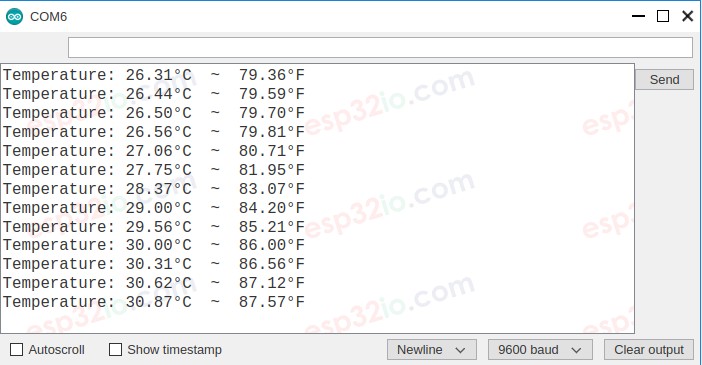 COM6
Send
Temperature: 26.31°C  ~  79.36°F
Temperature: 26.44°C  ~  79.59°F
Temperature: 26.50°C  ~  79.70°F
Temperature: 26.56°C  ~  79.81°F
Temperature: 27.06°C  ~  80.71°F
Temperature: 27.75°C  ~  81.95°F
Temperature: 28.37°C  ~  83.07°F
Temperature: 29.00°C  ~  84.20°F
Temperature: 29.56°C  ~  85.21°F
Temperature: 30.00°C  ~  86.00°F
Temperature: 30.31°C  ~  86.56°F
Temperature: 30.62°C  ~  87.12°F
Temperature: 30.87°C  ~  87.57°F
esp32io.com
esp32io.com
esp32
esp32io.com
esp32io.com
esp32
esp32io.com
esp32io.com
esp32
Autoscroll
Show timestamp
Newline
9600 baud
Clear output